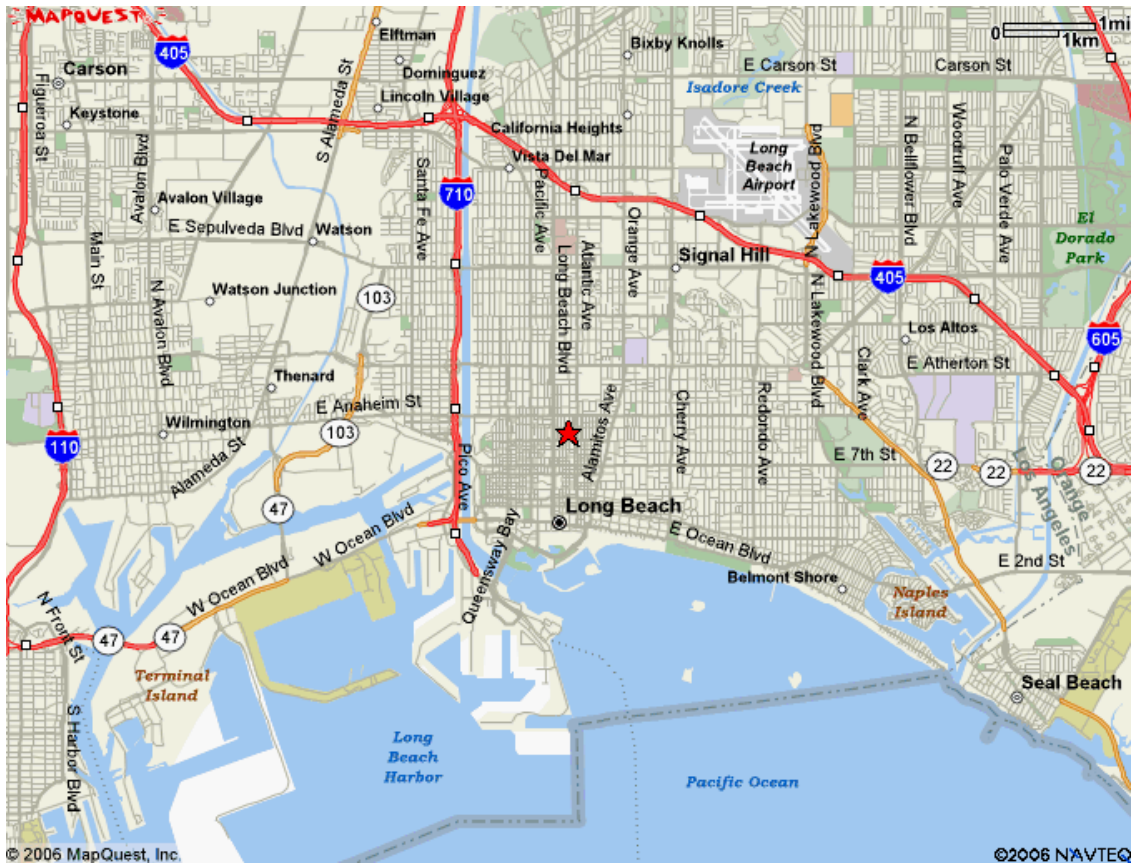 MAPQUEST
405
Elftman
Bixby Knolls
0
1mi
1km
Carson
Dominguez
E Carson St
Carson St
Isadore Creek
Figueroa St
Keystone
Lincoln Village
S Alameda St
California Heights
Avalon Blvd
Vista Del Mar
Long
Beach
Airport
N Lakewood Blvd
N Bellflower Blvd
Woodruff Ave
Palo Verde Ave
Santa Fe Ave
710
Pacific Ave
Avalon Village
E Sepulveda Blvd
Watson
Orange Ave
El
Dorado
Park
Main St
Long Beach Blvd
Atlantic Ave
Signal Hill
405
N Avalon Blvd
Watson Junction
103
N Lakewood Blvd
Los Altos
605
E Atherton St
Thenard
Clark Ave
E Anaheim St
Alamitos Ave
Cherry Ave
Redondo Ave
Wilmington
103
110
Alameda St
Pico Ave
E 7th St
22
22
22
Orange
Los Angeles
47
Long Beach
W Ocean Blvd
Queensway Bay
E Ocean Blvd
E 2nd St
W Ocean Blvd
Belmont Shore
Naples
Island
N Front St
47
47
Terminal
Island
Seal Beach
S Harbor Blvd
Long
Beach
Harbor
Pacific Ocean
© 2006 MapQuest, Inc.
©2006 NAVTEQ